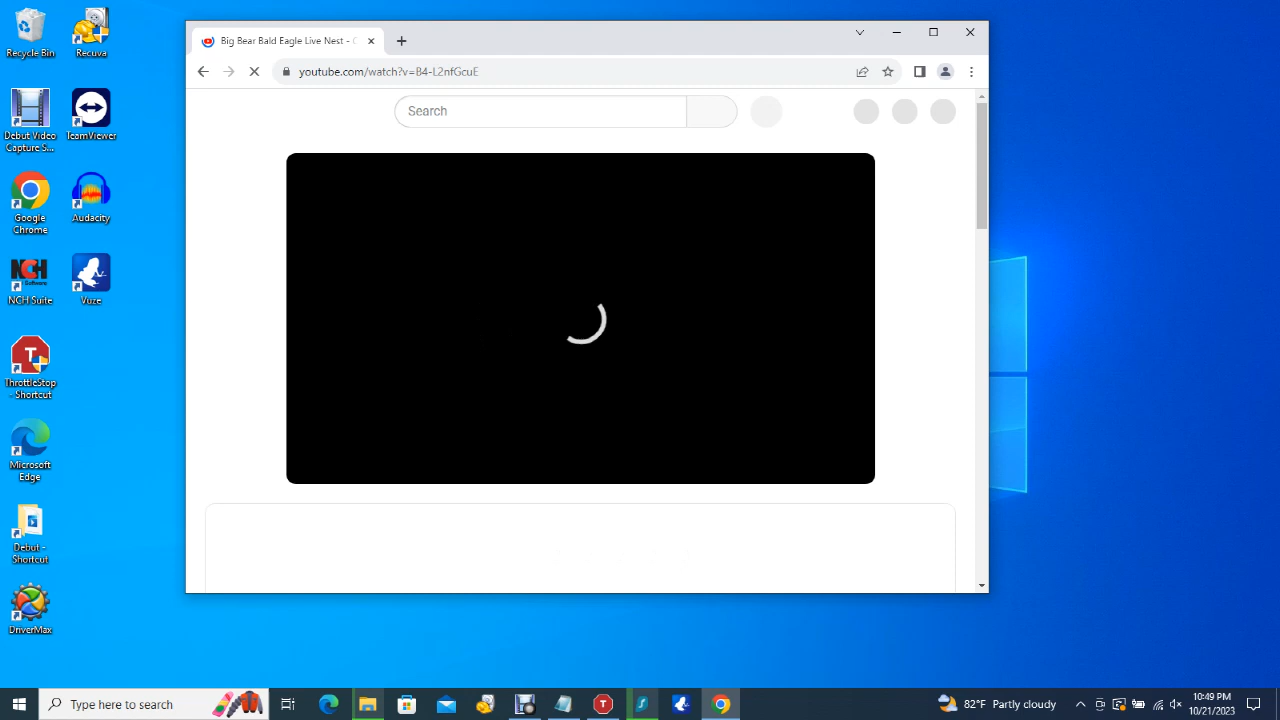 Recycle Bin
Recuva
Debut Video
Capture S...
TeamViewer
Google
Chrome
Audacity
NCH
Software
NCH Suite
Vuze
T
ThrottleStop
- Shortcut
Microsoft
Edge
Debut -
Shortcut
DriverMax
Big Bear Bald Eagle Live Nest -
youtube.com/watch?v=B4-L2nfGcuE
Search
Type here to search
T
82°F Partly cloudy
10:49 PM
10/21/2023